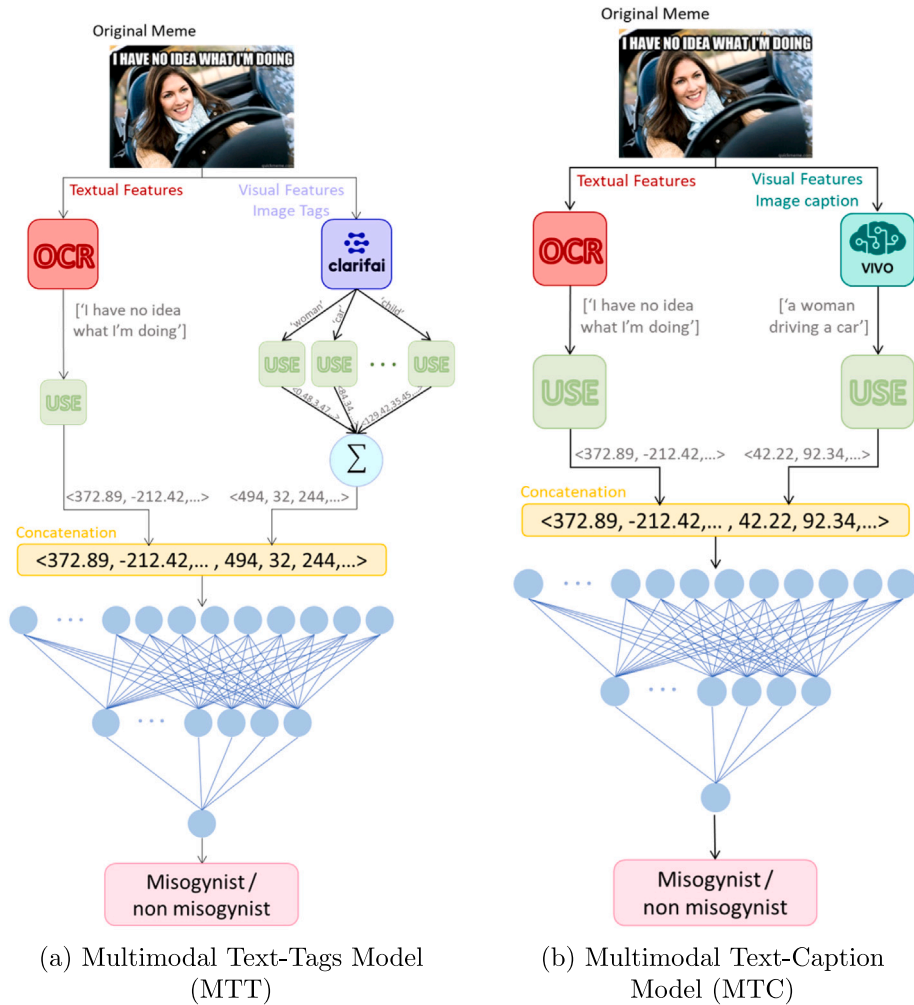 Original Meme
I HAVE NO IDEA WHAT I'M DOING
Textual Features
Visual Features
Image Tags
OCR
clarifai
['I have no idea
what I'm doing']
'woman'
'car'
'child'
USE
USE
USE
...
USE
Σ
<372.89, -212.42,...>
<494, 32, 244,...>
Concatenation
<372.89, -212.42,... , 494, 32, 244,...>
...
...
Misogynist /
non misogynist
(a) Multimodal Text-Tags Model
(MTT)
Original Meme
I HAVE NO IDEA WHAT I'M DOING
Textual Features
Visual Features
Image caption
OCR
VIVO
['I have no idea
what I'm doing']
['a woman
driving a car']
USE
USE
<372.89, -212.42,...>
<42.22, 92.34,...>
Concatenation
<372.89, -212.42,... , 42.22, 92.34,...>
...
...
Misogynist /
non misogynist
(b) Multimodal Text-Caption
Model (MTC)